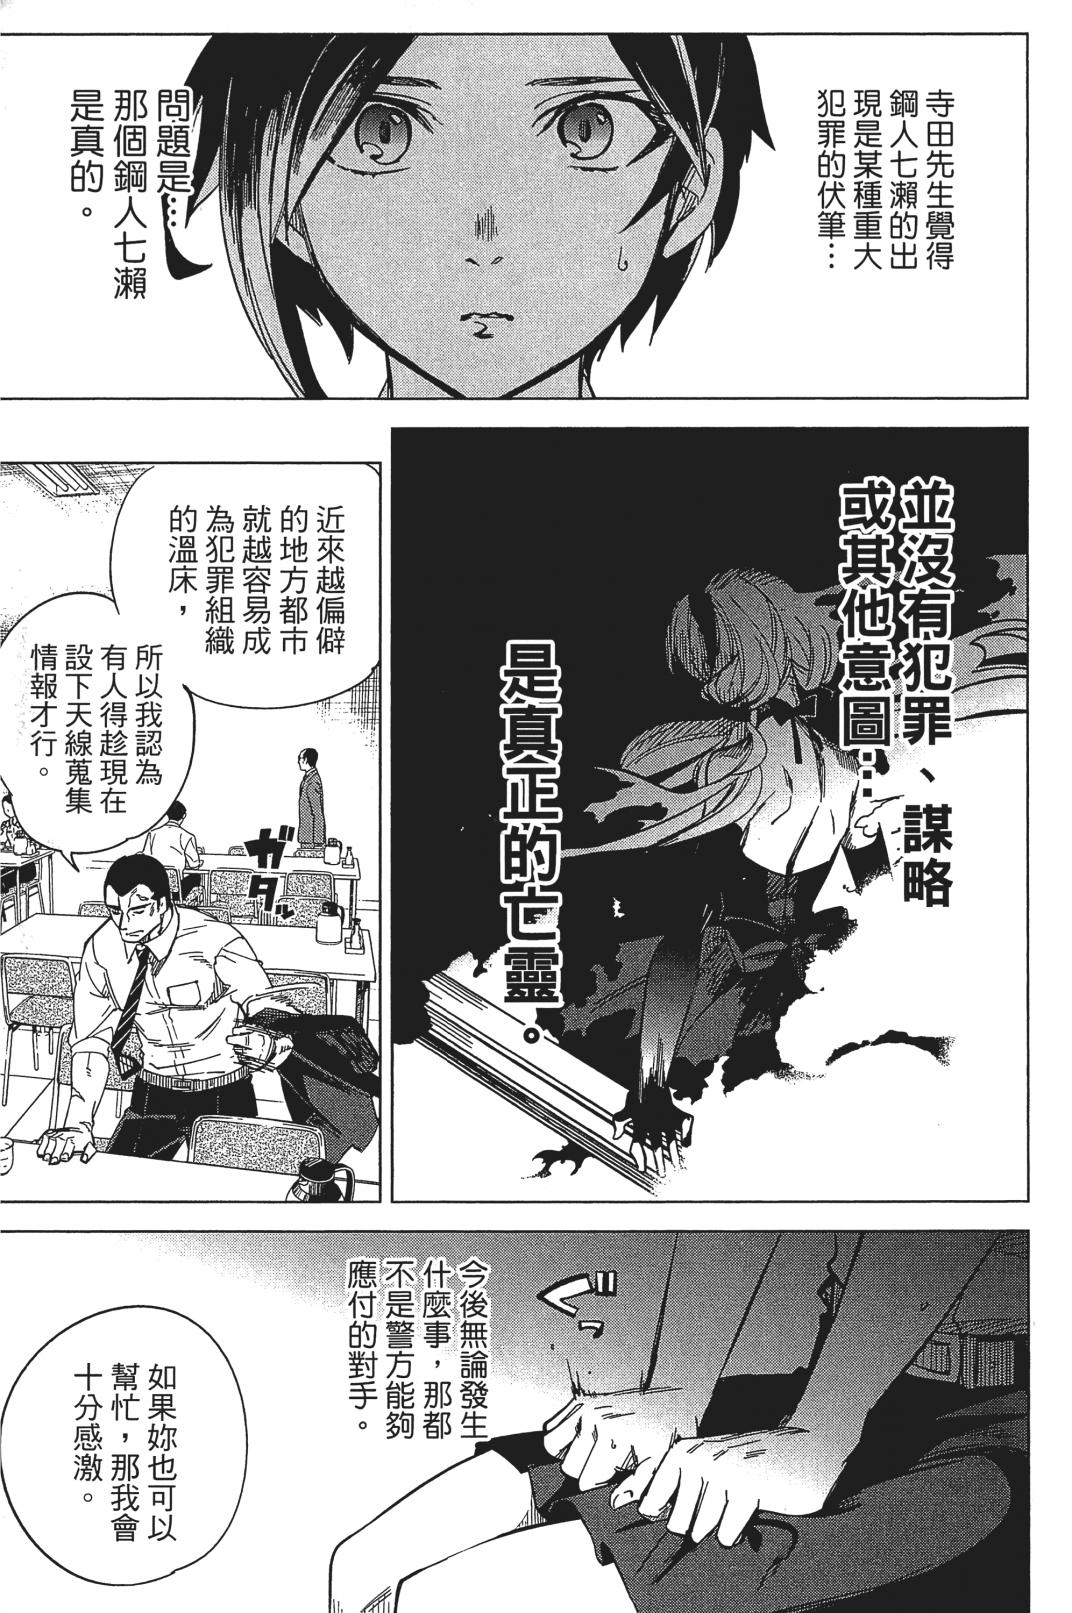 寺田先生覺得
鋼人七瀨的出
現是某種重大
犯罪的伏筆…
問題是…
那個鋼人七瀨
是真的。
並沒有犯罪、謀略
或其他意圖…
是真正的亡靈。
近來越偏僻
的地方都市
就越容易成
為犯罪組織
的溫床，
所以我認為
有人得趁現在
設下天線蒐集
情報才行。
ガタッ
ぐっ
今後無論發生
什麼事，那都
不是警方能夠
應付的對手。
如果妳也可以
幫忙，那我會
十分感激。